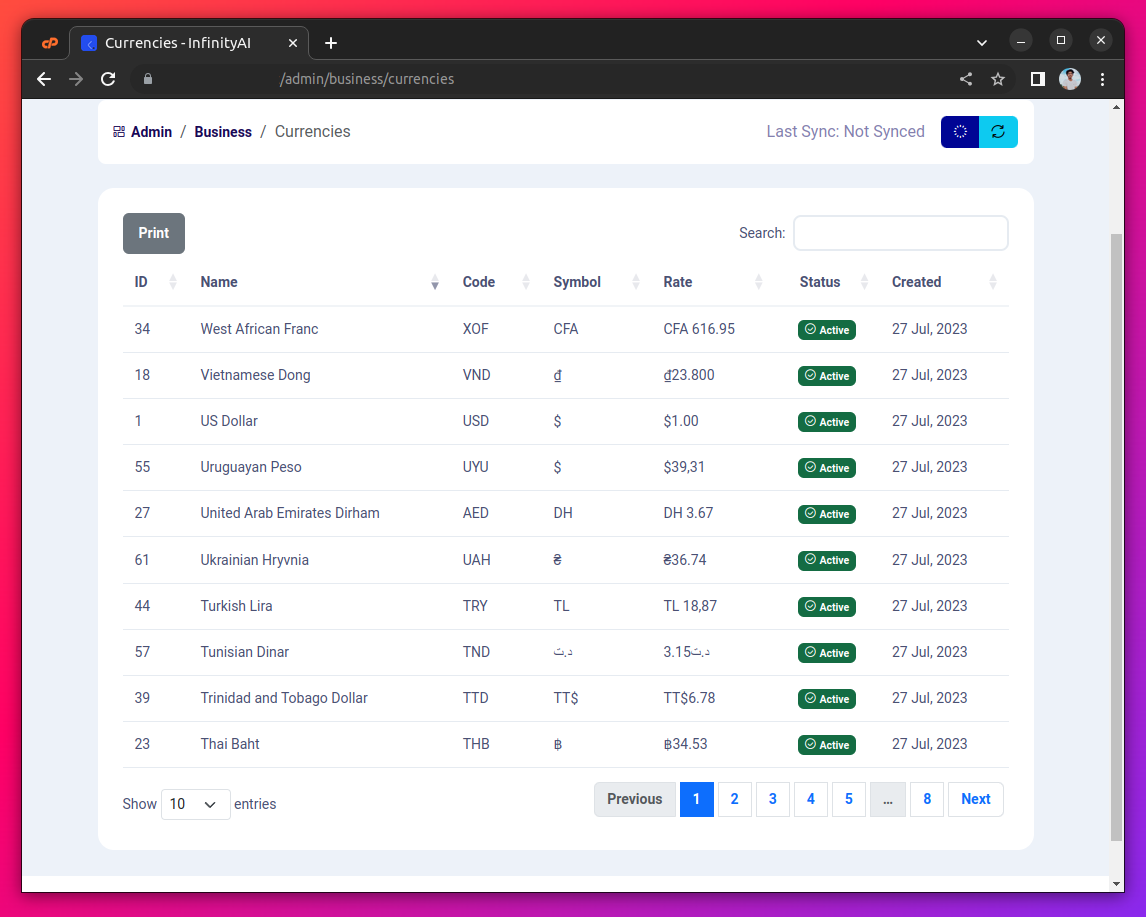 Currencies - InfinityAI
/admin/business/currencies
Admin / Business / Currencies
Last Sync: Not Synced
Print
Search:
ID Name Code Symbol Rate Status Created
34 West African Franc XOF CFA CFA 616.95 Active 27 Jul, 2023
18 Vietnamese Dong VND ₫ ₫23.800 Active 27 Jul, 2023
1 US Dollar USD $ $1.00 Active 27 Jul, 2023
55 Uruguayan Peso UYU $ $39,31 Active 27 Jul, 2023
27 United Arab Emirates Dirham AED DH DH 3.67 Active 27 Jul, 2023
61 Ukrainian Hryvnia UAH ₴ ₴36.74 Active 27 Jul, 2023
44 Turkish Lira TRY TL TL 18,87 Active 27 Jul, 2023
57 Tunisian Dinar TND د.ت 3.15د.ت Active 27 Jul, 2023
39 Trinidad and Tobago Dollar TTD TT$ TT$6.78 Active 27 Jul, 2023
23 Thai Baht THB ฿ ฿34.53 Active 27 Jul, 2023
Show 10 entries
Previous 1 2 3 4 5 … 8 Next